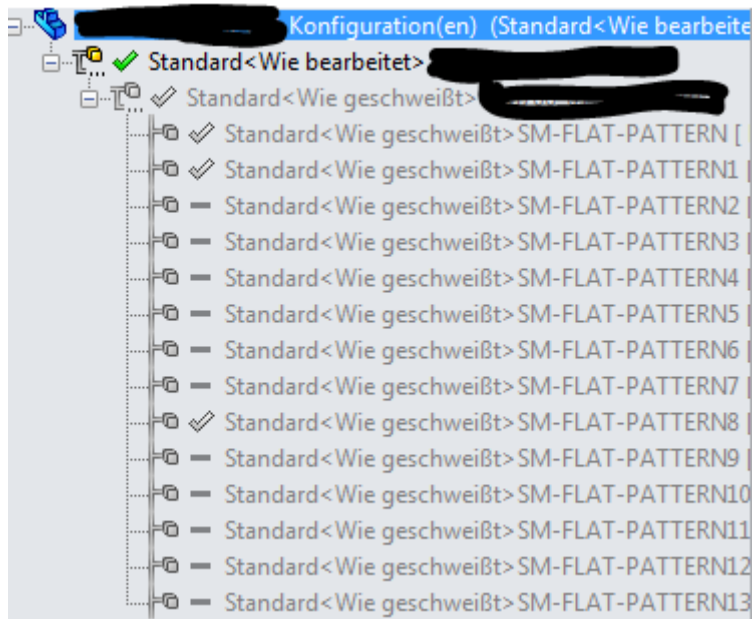 Konfiguration(en) (Standard<Wie bearbeite
Standard<Wie bearbeitet>
Standard<Wie geschweißt>
Standard<Wie geschweißt>SM-FLAT-PATTERN [
Standard<Wie geschweißt>SM-FLAT-PATTERN1 [
Standard<Wie geschweißt>SM-FLAT-PATTERN2 [
Standard<Wie geschweißt>SM-FLAT-PATTERN3 [
Standard<Wie geschweißt>SM-FLAT-PATTERN4 [
Standard<Wie geschweißt>SM-FLAT-PATTERN5 [
Standard<Wie geschweißt>SM-FLAT-PATTERN6 [
Standard<Wie geschweißt>SM-FLAT-PATTERN7 [
Standard<Wie geschweißt>SM-FLAT-PATTERN8 [
Standard<Wie geschweißt>SM-FLAT-PATTERN9 [
Standard<Wie geschweißt>SM-FLAT-PATTERN10
Standard<Wie geschweißt>SM-FLAT-PATTERN11
Standard<Wie geschweißt>SM-FLAT-PATTERN12
Standard<Wie geschweißt>SM-FLAT-PATTERN13